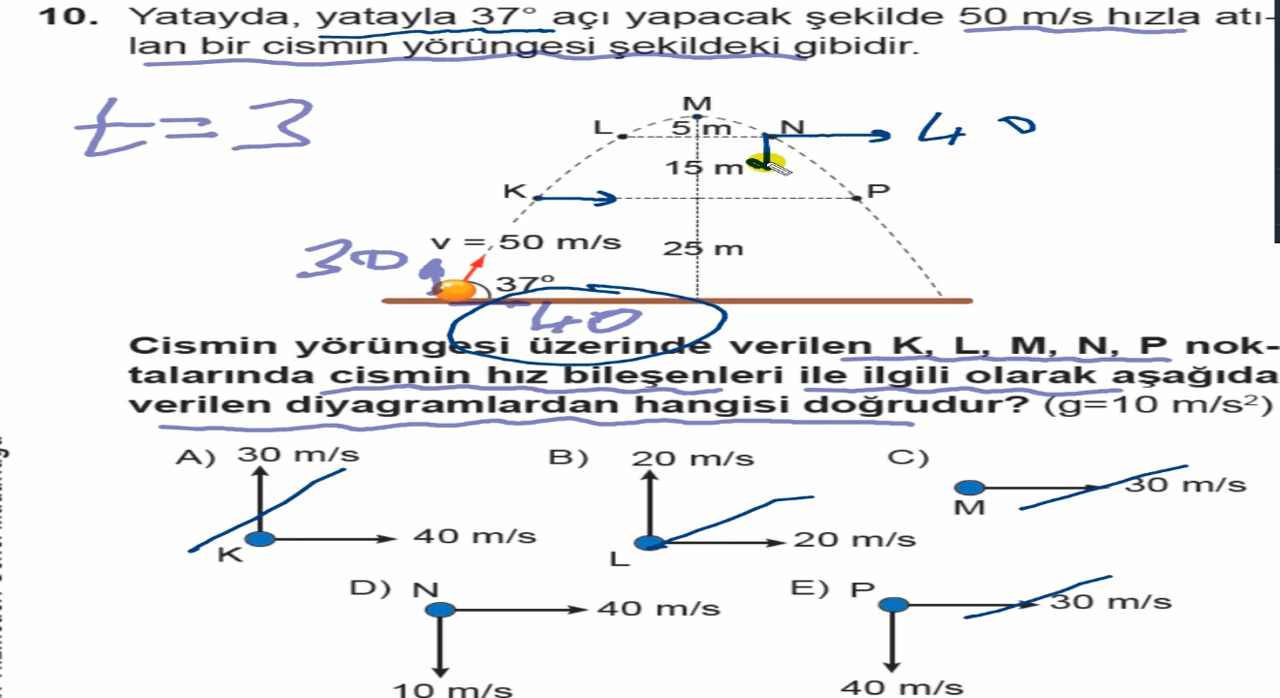 10. Yatayda, yatayla 37° açı yapacak şekilde 50 m/s hızla atı-
lan bir cismin yörüngesi şekildeki gibidir.
t=3
M
L 5 m N 40
15 m
K P
v = 50 m/s 25 m
30
37°
40
Cismin yörüngesi üzerinde verilen K, L, M, N, P nok-
talarında cismin hız bileşenleri ile ilgili olarak aşağıda
verilen diyagramlardan hangisi doğrudur? (g=10 m/s²)
A) 30 m/s B) 20 m/s C)
M 30 m/s
K 40 m/s L 20 m/s
D) N 40 m/s E) P 30 m/s
10 m/s 40 m/s